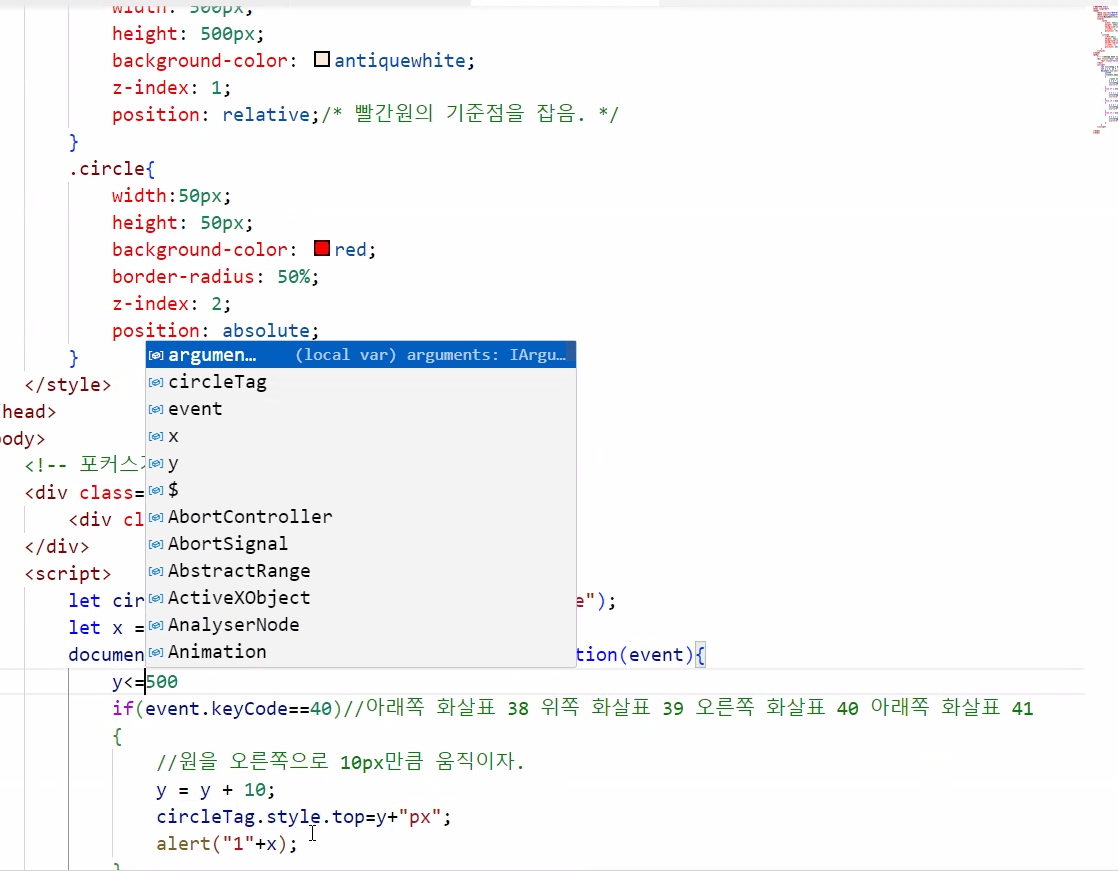 width: 500px;
height: 500px;
background-color: antiquewhite;
z-index: 1;
position: relative;/* 빨간원의 기준점을 잡음. */
}
.circle{
width:50px;
height: 50px;
background-color: red;
border-radius: 50%;
z-index: 2;
position: absolute;
}
</style>
head>
ody>
<!-- 포커스
<div class=
<div cl
</div>
<script>
let cir e");
let x =
documen tion(event){
argumen… (local var) arguments: IArgu…
circleTag
event
x
y
$
AbortController
AbortSignal
AbstractRange
ActiveXObject
AnalyserNode
Animation
y<=500
if(event.keyCode==40)//아래쪽 화살표 38 위쪽 화살표 39 오른쪽 화살표 40 아래쪽 화살표 41
{
//원을 오른쪽으로 10px만큼 움직이자.
y = y + 10;
circleTag.style.top=y+"px";
alert("1"+x);
}